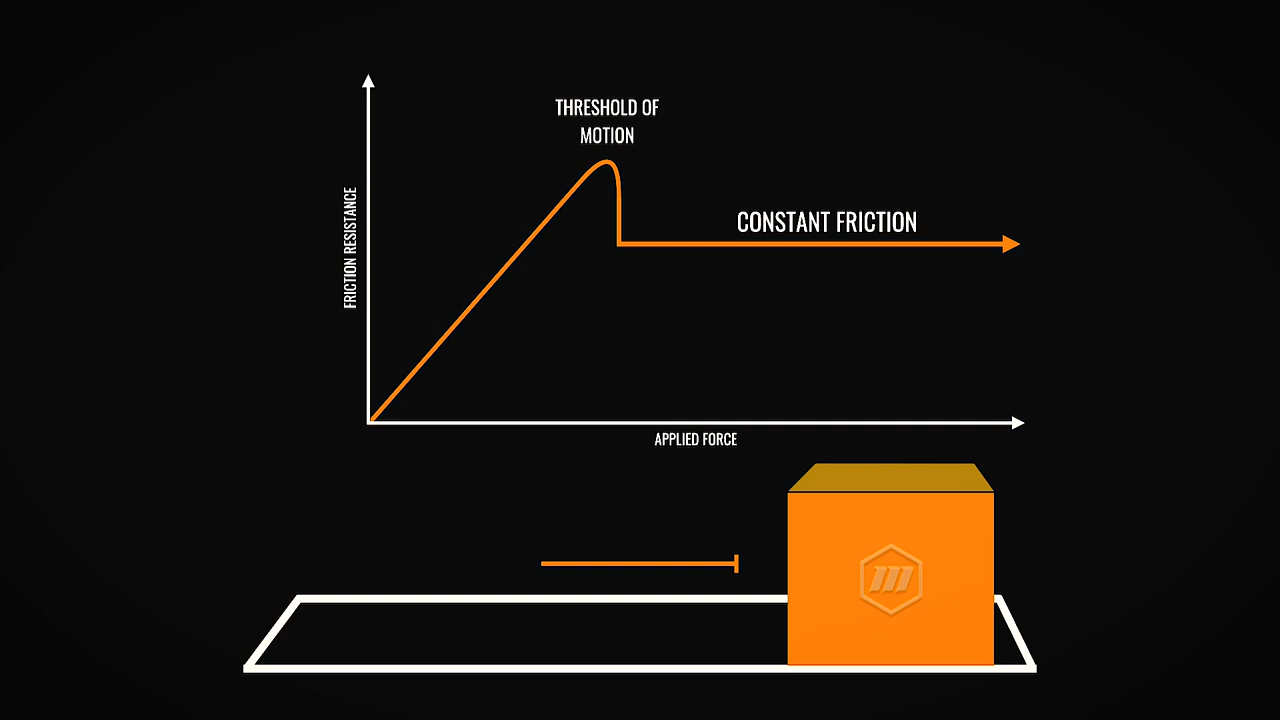 THRESHOLD OF
MOTION
CONSTANT FRICTION
FRICTION RESISTANCE
APPLIED FORCE